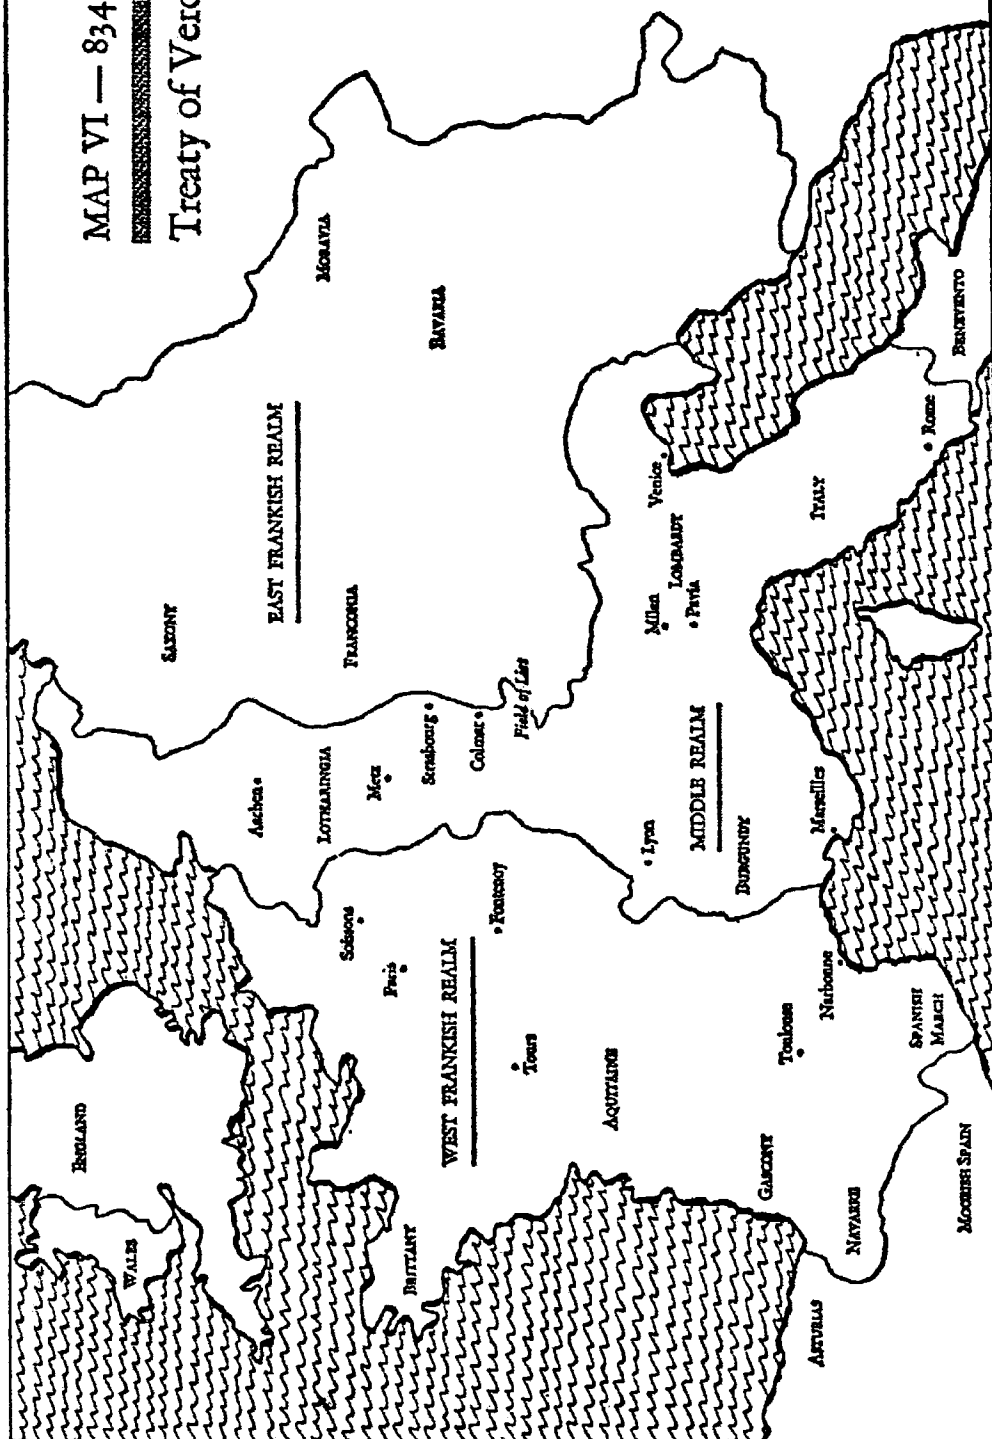 MAP VI — 834
Treaty of Verd
ENGLAND
WALES
BRITTANY
WEST FRANKISH REALM
Soissons
Paris
Fontenoy
Tours
AQUITAINE
GASCONY
NAVARRE
ASTURIAS
MOORISH SPAIN
SPANISH
MARCH
Toulouse
Narbonne
Aachen
LOTHARINGIA
Metz
Strasbourg
Colmar
Field of Lies
Lyon
MIDDLE REALM
BURGUNDY
Marseilles
SAXONY
EAST FRANKISH REALM
FRANCONIA
MORAVIA
BAVARIA
Milan
LOMBARDY
Pavia
Venice
ITALY
Rome
BENEVENTO